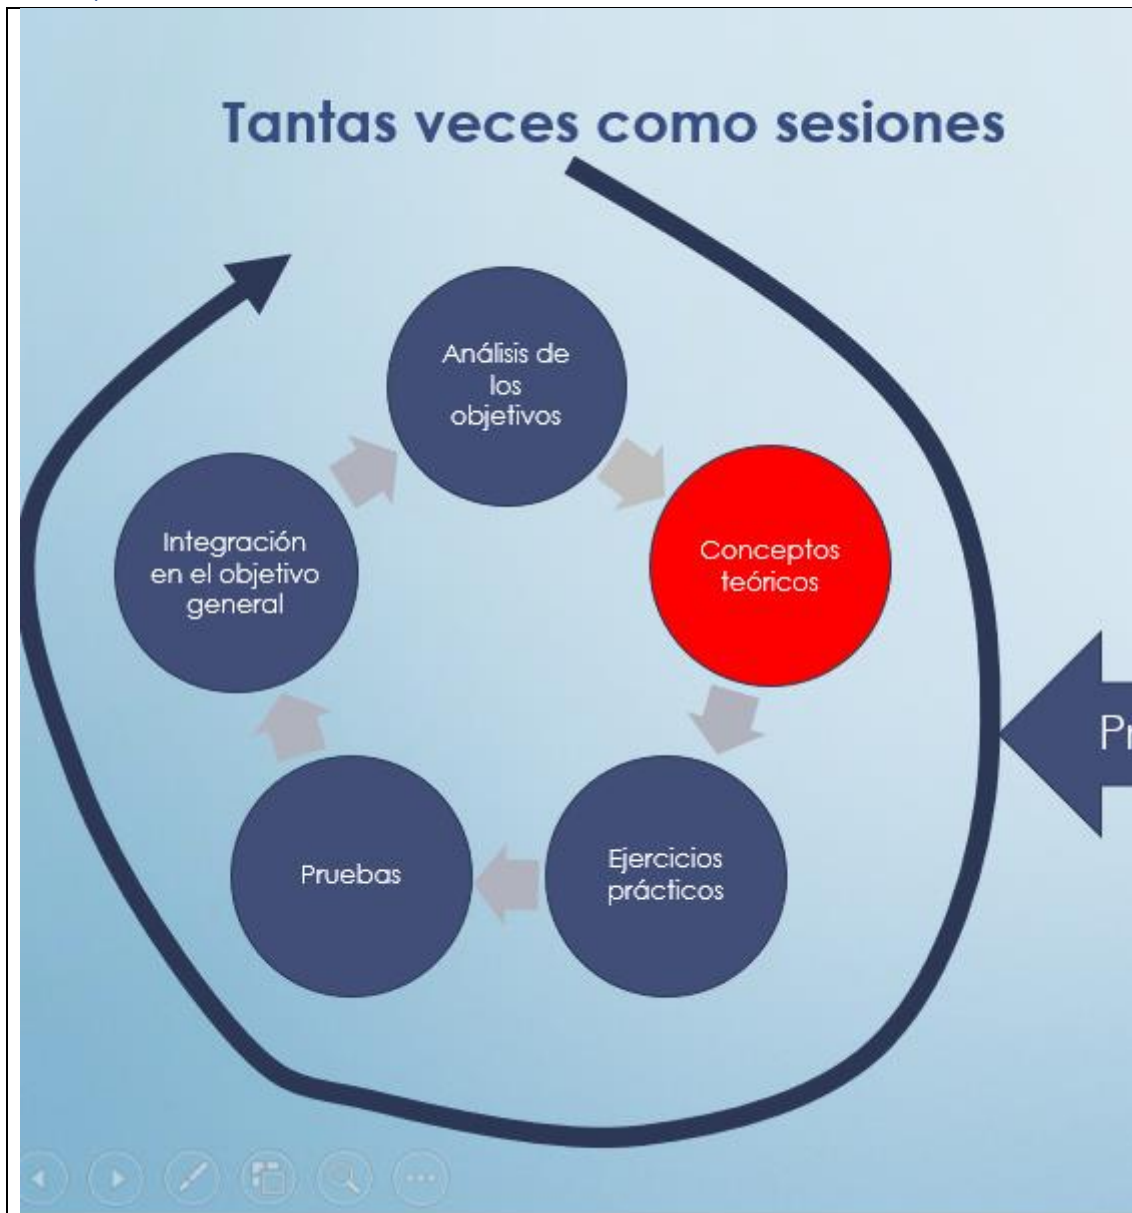 Tantas veces como sesiones
Análisis de
los
objetivos
Conceptos
teóricos
Ejercicios
prácticos
Pruebas
Integración
en el objetivo
general